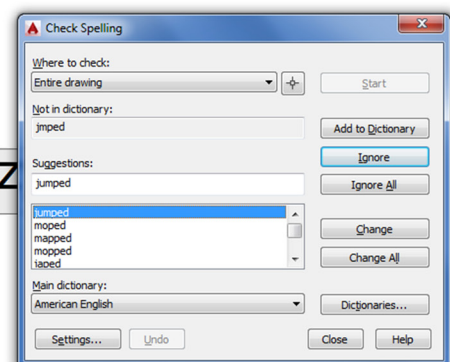 Check Spelling
Where to check:
Entire drawing
Start
Not in dictionary:
jmped
Add to Dictionary
Ignore
Suggestions:
jumped
Ignore All
jumped
moped
mapped
mopped
japed
Change
Change All
Main dictionary:
American English
Dictionaries...
Settings...
Undo
Close
Help